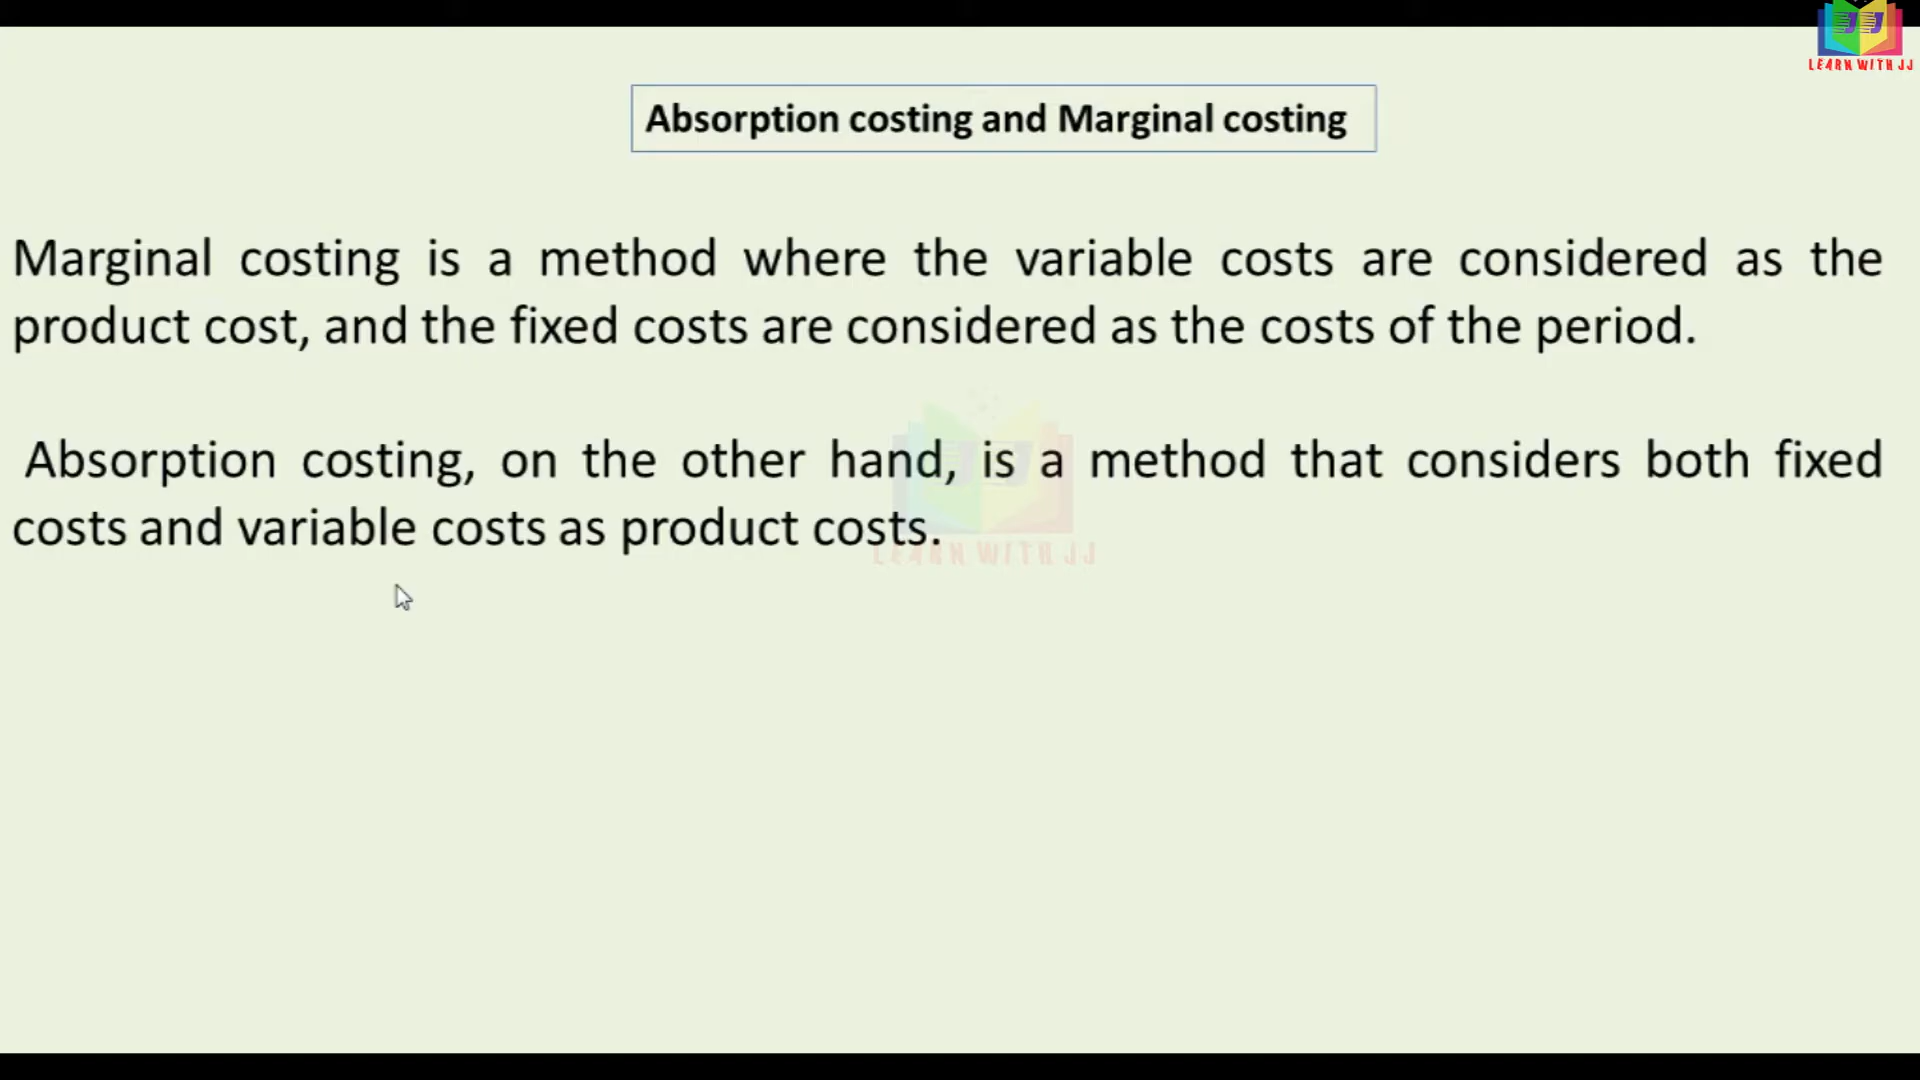 LEARN WITH JJ
Absorption costing and Marginal costing
Marginal costing is a method where the variable costs are considered as the
product cost, and the fixed costs are considered as the costs of the period.
Absorption costing, on the other hand, is a method that considers both fixed
costs and variable costs as product costs.
LEARN WITH JJ